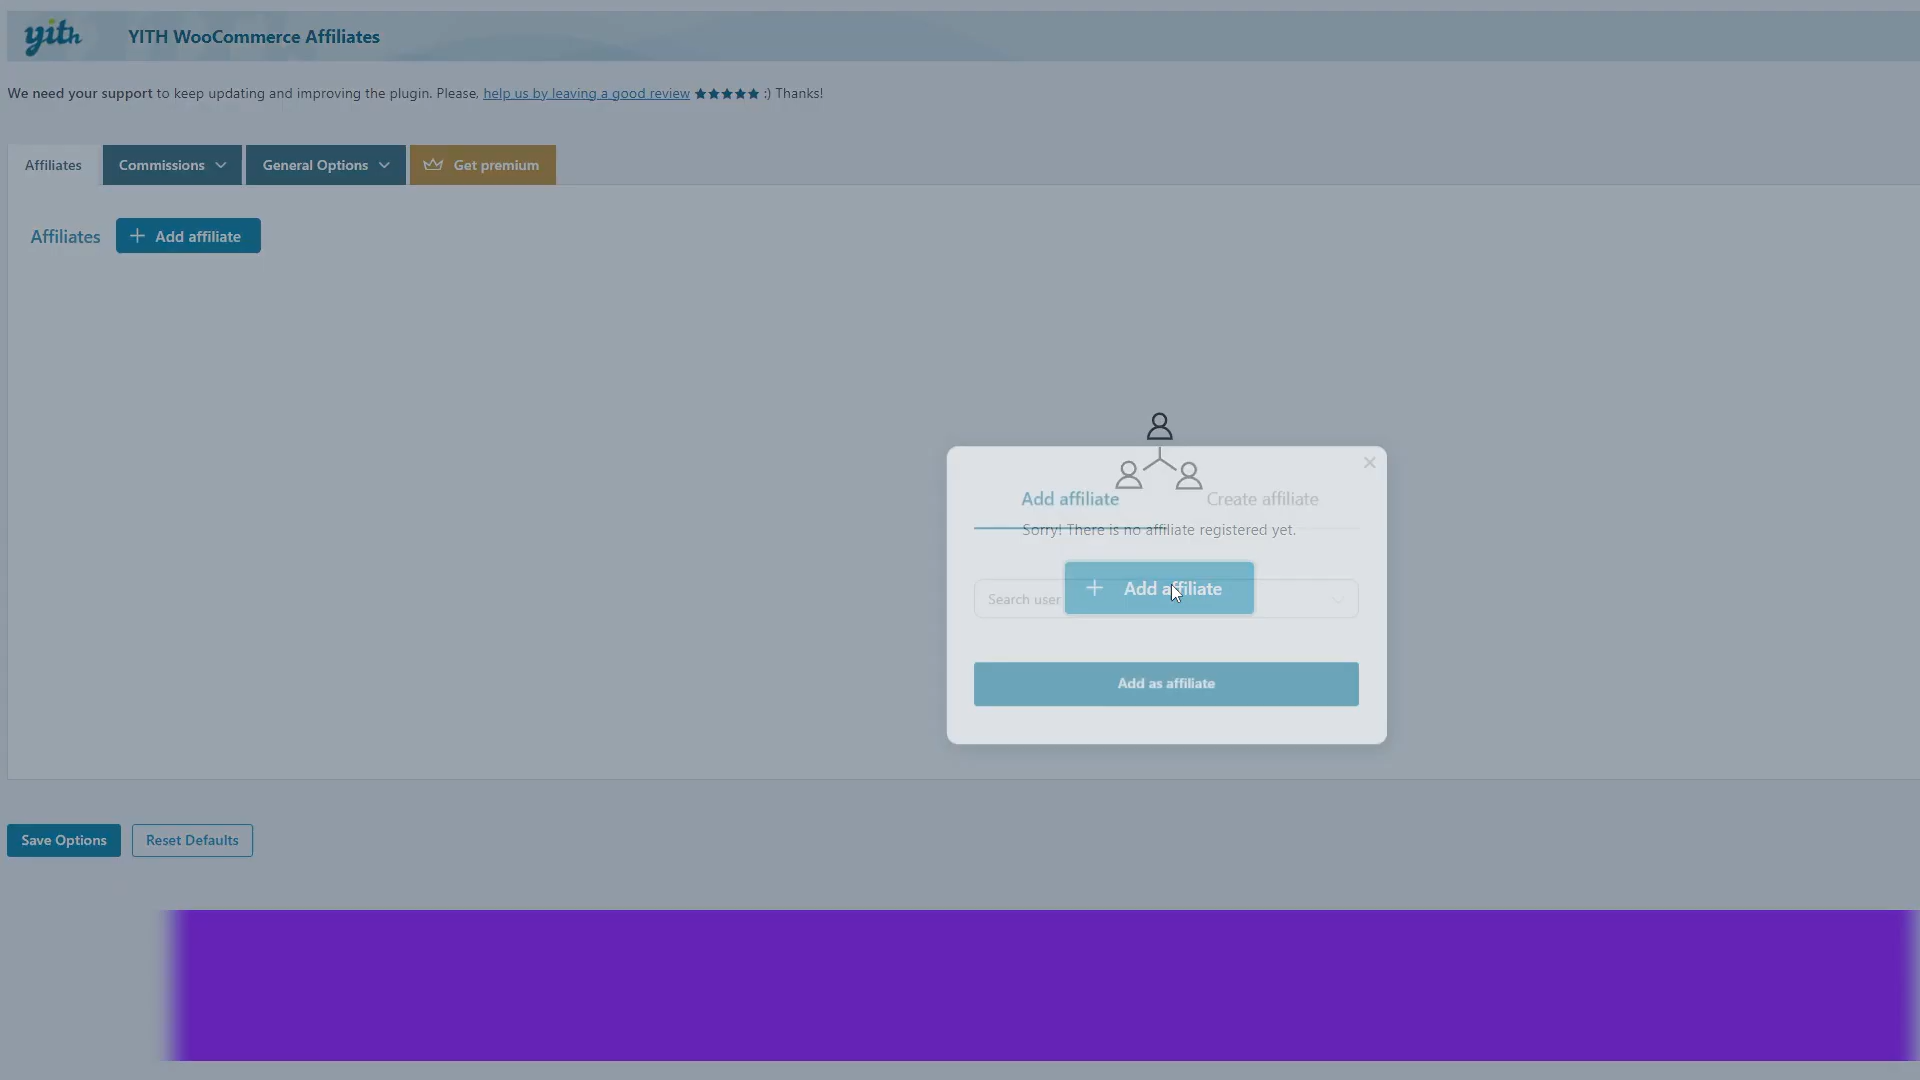 yith
YITH WooCommerce Affiliates
We need your support to keep updating and improving the plugin. Please, help us by leaving a good review ★★★★★ :) Thanks!
Affiliates
Commissions
General Options
Get premium
Affiliates
+ Add affiliate
×
Add affiliate
Create affiliate
Sorry! There is no affiliate registered yet.
+ Add affiliate
Search user
Add as affiliate
Save Options
Reset Defaults